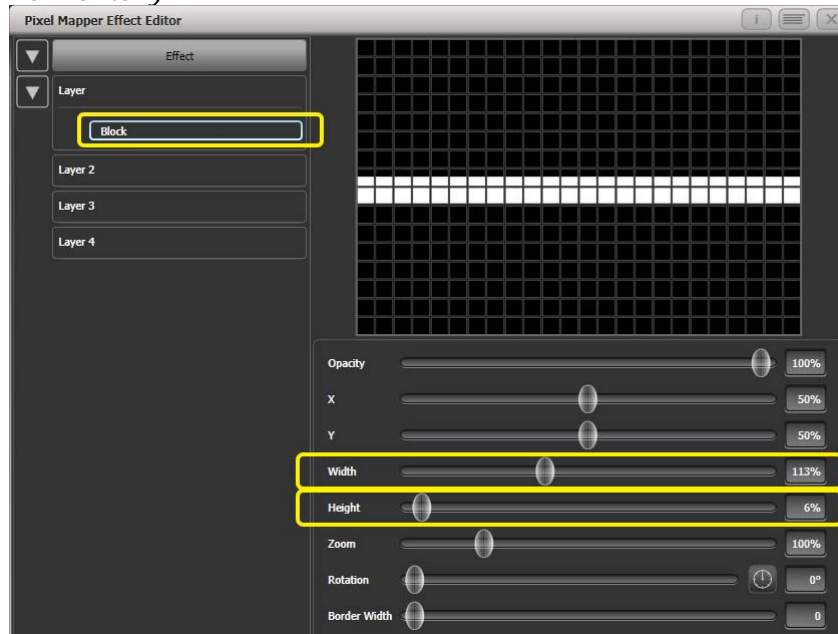 Pixel Mapper Effect Editor
Effect
Layer
Block
Layer 2
Layer 3
Layer 4
Opacity 100%
X 50%
Y 50%
Width 113%
Height 6%
Zoom 100%
Rotation 0°
Border Width 0